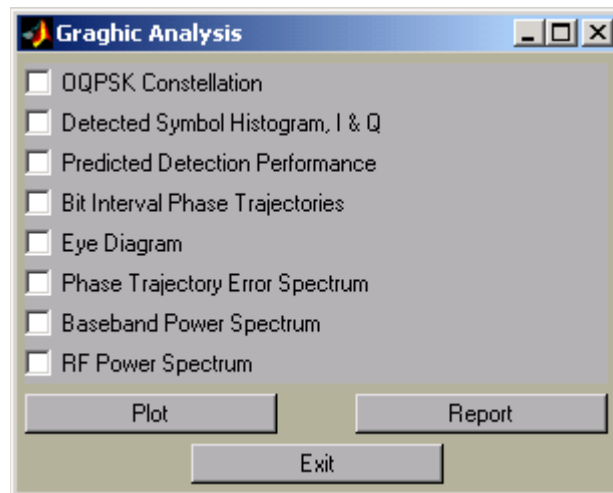 Graghic Analysis
OQPSK Constellation
Detected Symbol Histogram, I & Q
Predicted Detection Performance
Bit Interval Phase Trajectories
Eye Diagram
Phase Trajectory Error Spectrum
Baseband Power Spectrum
RF Power Spectrum
Plot Report
Exit